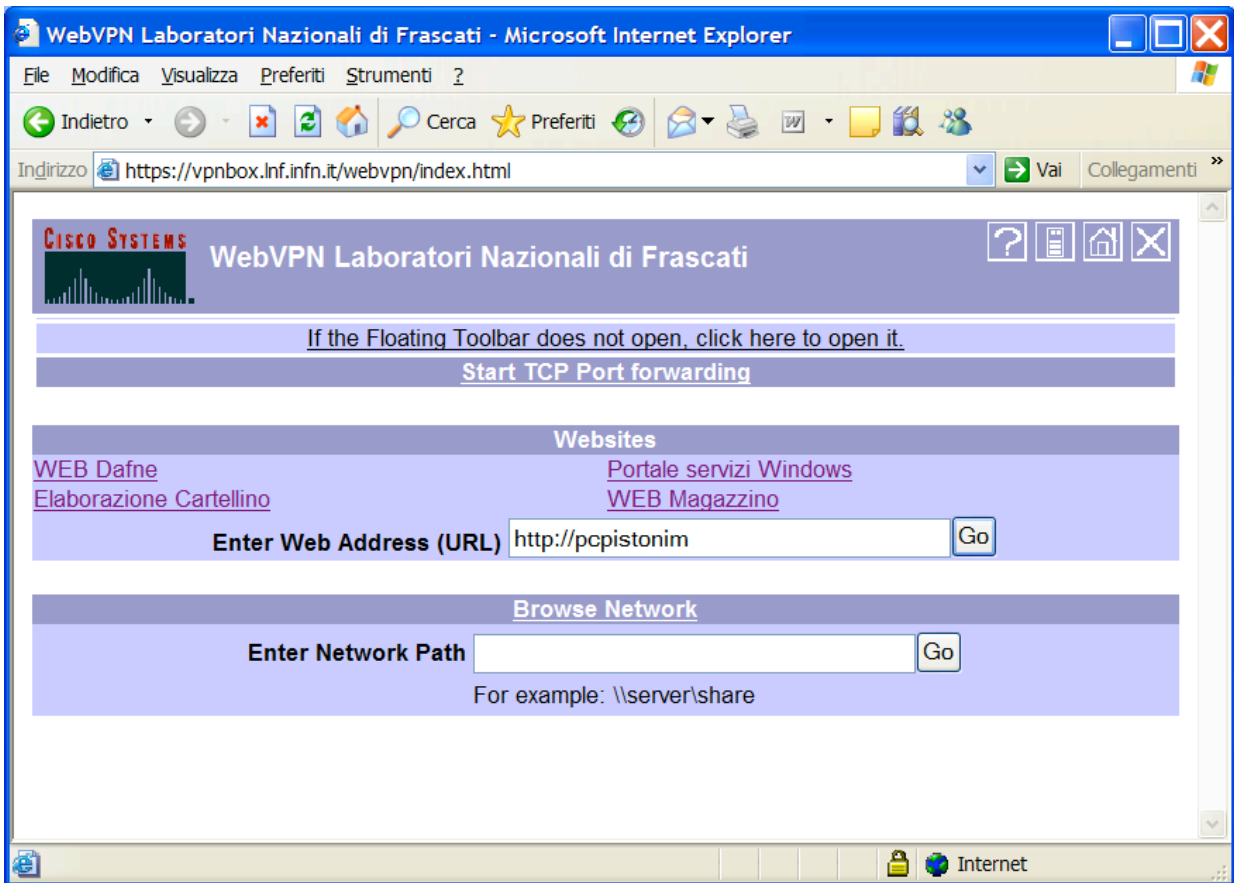 WebVPN Laboratori Nazionali di Frascati - Microsoft Internet Explorer
File Modifica Visualizza Preferiti Strumenti ?
Indietro Cerca Preferiti W
Indirizzo https://vpnbox.lnf.infn.it/webvpn/index.html Vai Collegamenti »
CISCO SYSTEMS
WebVPN Laboratori Nazionali di Frascati
If the Floating Toolbar does not open, click here to open it.
Start TCP Port forwarding
Websites
WEB Dafne Portale servizi Windows
Elaborazione Cartellino WEB Magazzino
Enter Web Address (URL) http://pcpistonim Go
Browse Network
Enter Network Path Go
For example: \\server\share
Internet